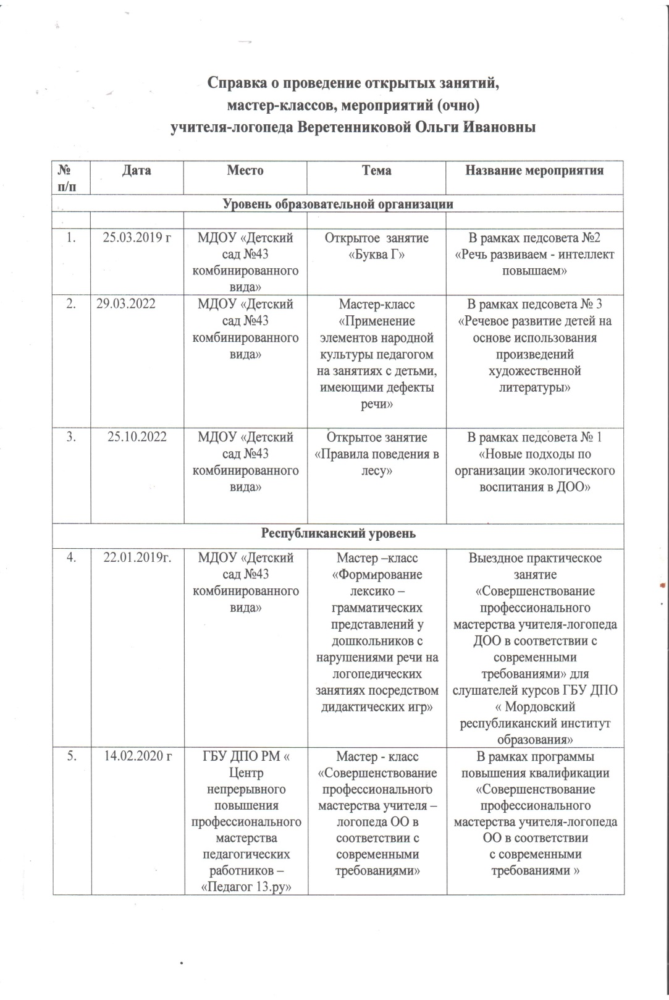 Справка о проведение открытых занятий,
мастер-классов, мероприятий (очно)
учителя-логопеда Веретенниковой Ольги Ивановны
№ п/п
Дата
Место
Тема
Название мероприятия
Уровень образовательной организации
1.
25.03.2019 г
МДОУ «Детский
сад №43
комбинированного
вида»
Открытое занятие
«Буква Г»
В рамках педсовета №2
«Речь развиваем - интеллект
повышаем»
2.
29.03.2022
МДОУ «Детский
сад №43
комбинированного
вида»
Мастер-класс
«Применение
элементов народной
культуры педагогом
на занятиях с детьми,
имеющими дефекты
речи»
В рамках педсовета № 3
«Речевое развитие детей на
основе использования
произведений
художественной
литературы»
3.
25.10.2022
МДОУ «Детский
сад №43
комбинированного
вида»
Открытое занятие
«Правила поведения в
лесу»
В рамках педсовета № 1
«Новые подходы по
организации экологического
воспитания в ДОО»
Республиканский уровень
4.
22.01.2019г.
МДОУ «Детский
сад №43
комбинированного
вида»
Мастер –класс
«Формирование
лексико –
грамматических
представлений у
дошкольников с
нарушениями речи на
логопедических
занятиях посредством
дидактических игр»
Выездное практическое
занятие
«Совершенствование
профессионального
мастерства учителя-логопеда
ДОО в соответствии с
современными
требованиями» для
слушателей курсов ГБУ ДПО
« Мордовский
республиканский институт
образования»
5.
14.02.2020 г
ГБУ ДПО РМ «
Центр
непрерывного
повышения
профессионального
мастерства
педагогических
работников –
«Педагог 13.ру»
Мастер - класс
«Совершенствование
профессионального
мастерства учителя –
логопеда ОО в
соответствии с
современными
требованиями»
В рамках программы
повышения квалификации
«Совершенствование
профессионального
мастерства учителя-логопеда
ОО в соответствии
с современными
требованиями »